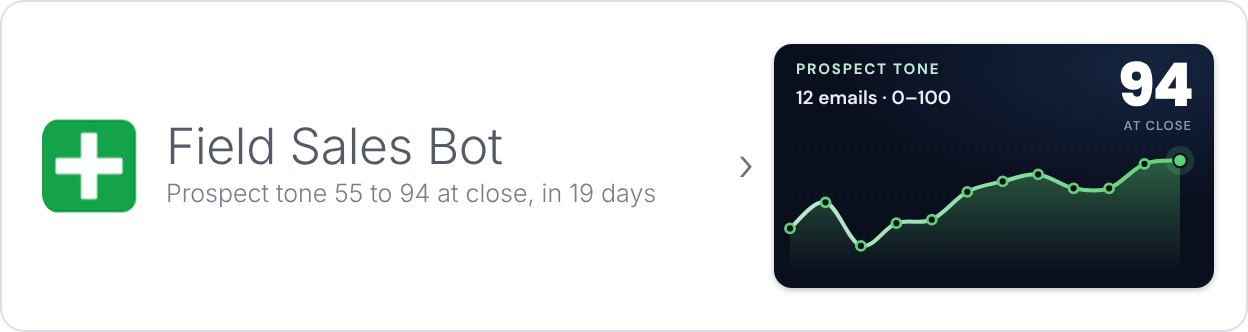 Field Sales Bot
Prospect tone 55 to 94 at close, in 19 days
PROSPECT TONE
12 emails · 0–100
94
AT CLOSE